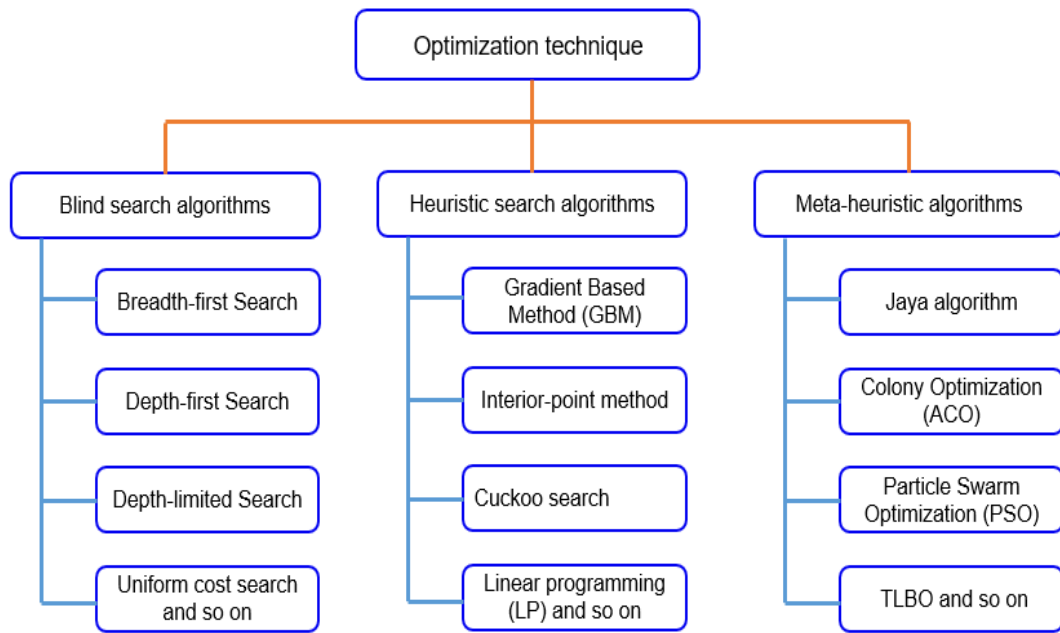 Optimization technique
Blind search algorithms
Breadth-first Search
Depth-first Search
Depth-limited Search
Uniform cost search
and so on
Heuristic search algorithms
Gradient Based
Method (GBM)
Interior-point method
Cuckoo search
Linear programming
(LP) and so on
Meta-heuristic algorithms
Jaya algorithm
Colony Optimization
(ACO)
Particle Swarm
Optimization (PSO)
TLBO and so on